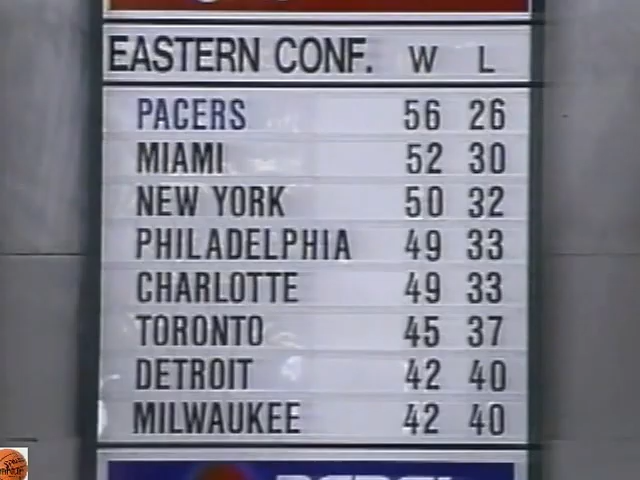 EASTERN CONF. W L
PACERS 56 26
MIAMI 52 30
NEW YORK 50 32
PHILADELPHIA 49 33
CHARLOTTE 49 33
TORONTO 45 37
DETROIT 42 40
MILWAUKEE 42 40